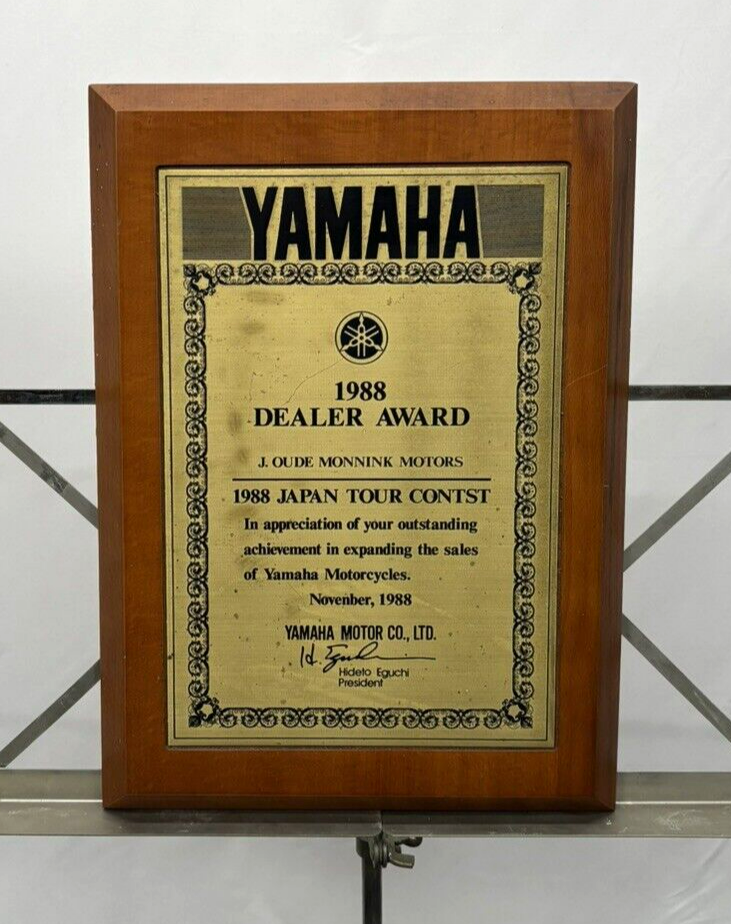 YAMAHA
1988
DEALER AWARD
J. OUDE MONNINK MOTORS
1988 JAPAN TOUR CONTST
In appreciation of your outstanding
achievement in expanding the sales
of Yamaha Motorcycles.
Novenber, 1988
YAMAHA MOTOR CO., LTD.
H. Eguchi
Hideto Eguchi
President